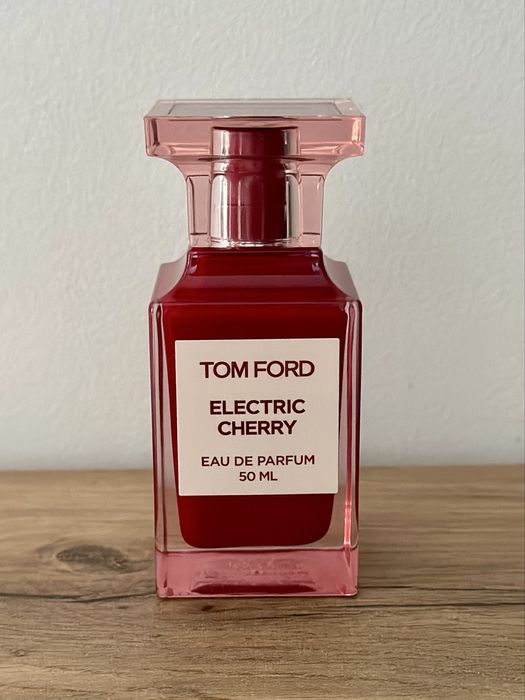 TOM FORD
ELECTRIC
CHERRY
EAU DE PARFUM
50 ML